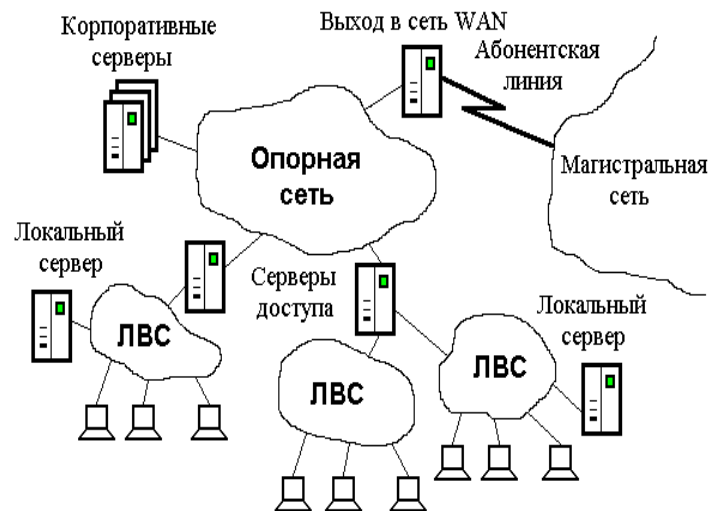 Корпоративные
серверы
Выход в сеть WAN
Абонентская
линия
Опорная
сеть
Магистральная
сеть
Локальный
сервер
Серверы
доступа
Локальный
сервер
ЛВС
ЛВС
ЛВС